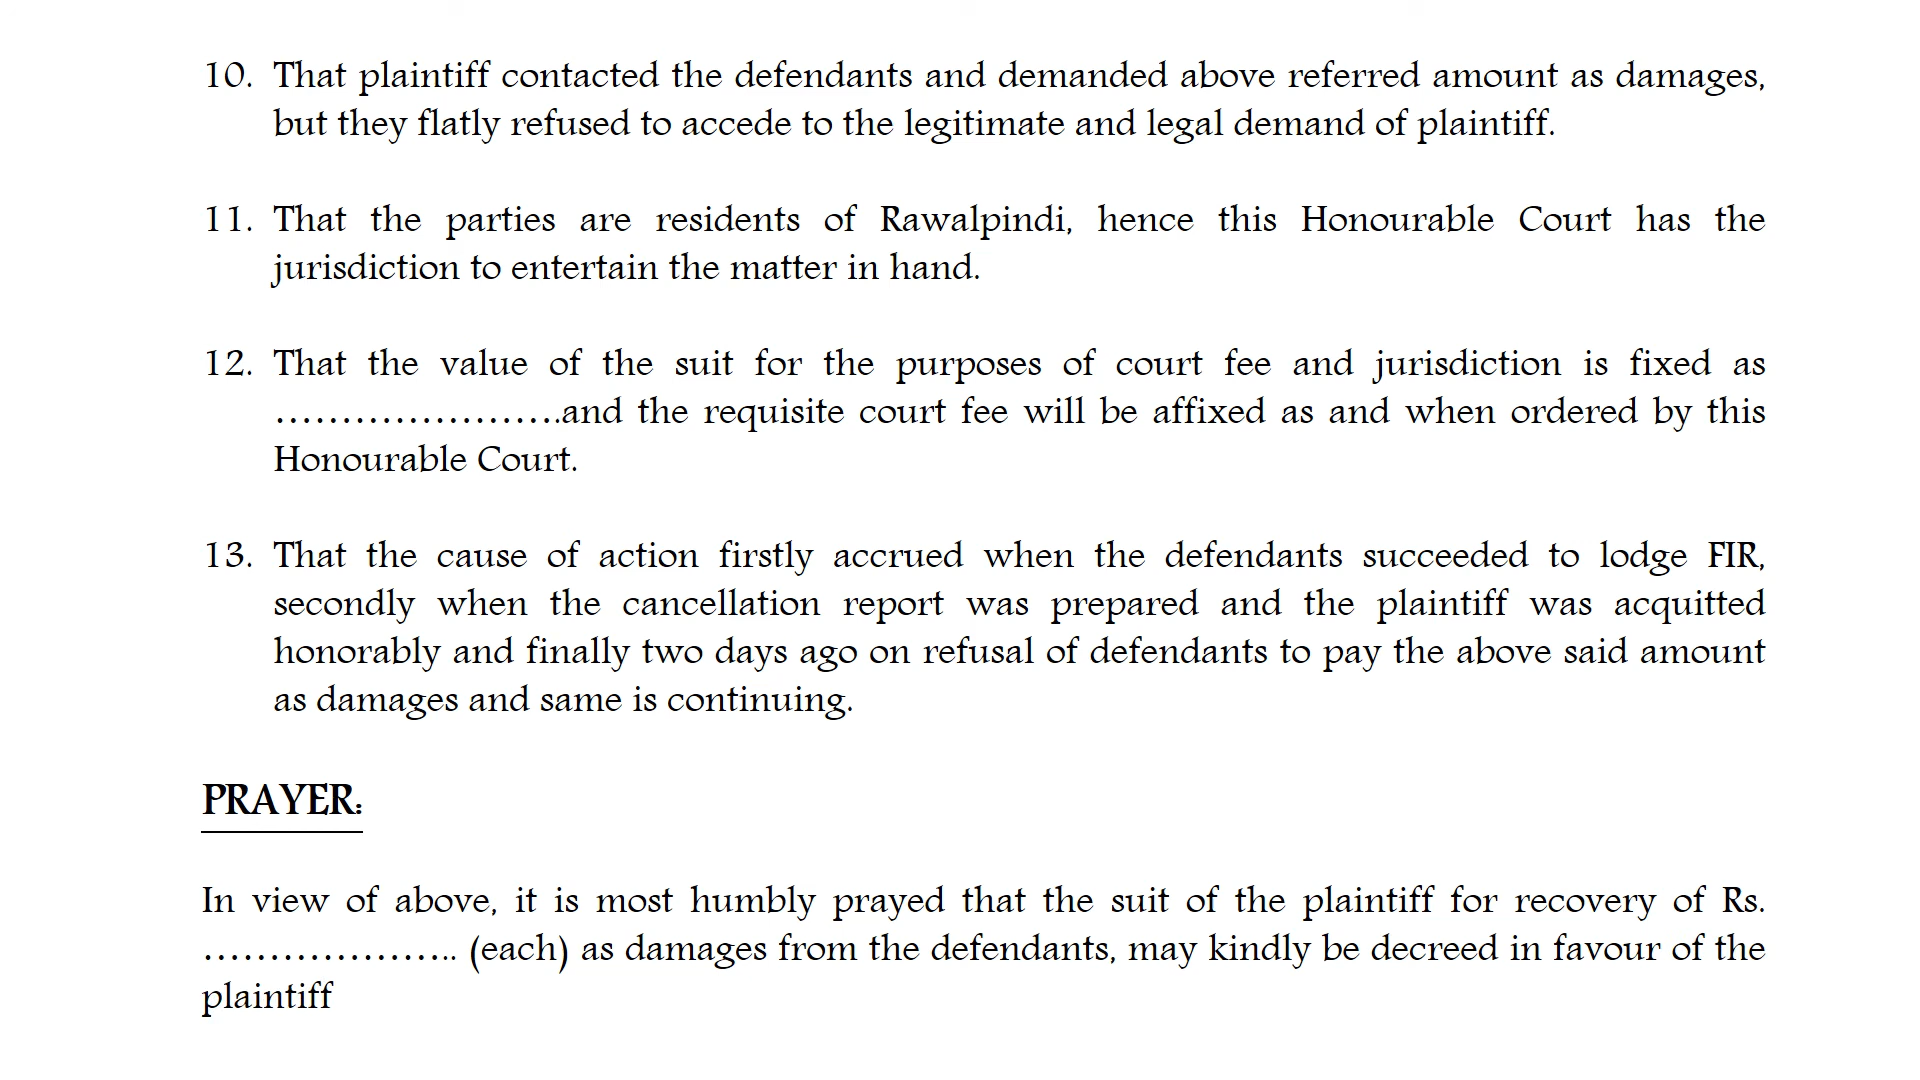 10. That plaintiff contacted the defendants and demanded above referred amount as damages,
but they flatly refused to accede to the legitimate and legal demand of plaintiff.
11. That the parties are residents of Rawalpindi, hence this Honourable Court has the
jurisdiction to entertain the matter in hand.
12. That the value of the suit for the purposes of court fee and jurisdiction is fixed as
…………………….and the requisite court fee will be affixed as and when ordered by this
Honourable Court.
13. That the cause of action firstly accrued when the defendants succeeded to lodge FIR,
secondly when the cancellation report was prepared and the plaintiff was acquitted
honorably and finally two days ago on refusal of defendants to pay the above said amount
as damages and same is continuing.
PRAYER:
In view of above, it is most humbly prayed that the suit of the plaintiff for recovery of Rs.
……………….. (each) as damages from the defendants, may kindly be decreed in favour of the
plaintiff